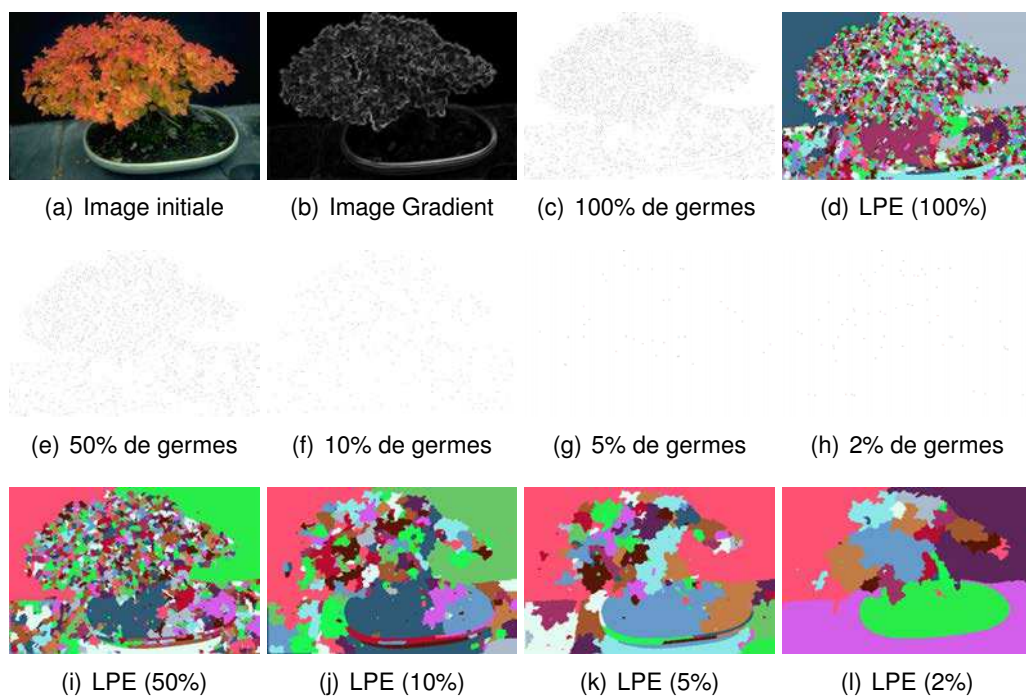 (a) Image initiale
(b) Image Gradient
(c) 100% de germes
(d) LPE (100%)
(e) 50% de germes
(f) 10% de germes
(g) 5% de germes
(h) 2% de germes
(i) LPE (50%)
(j) LPE (10%)
(k) LPE (5%)
(l) LPE (2%)